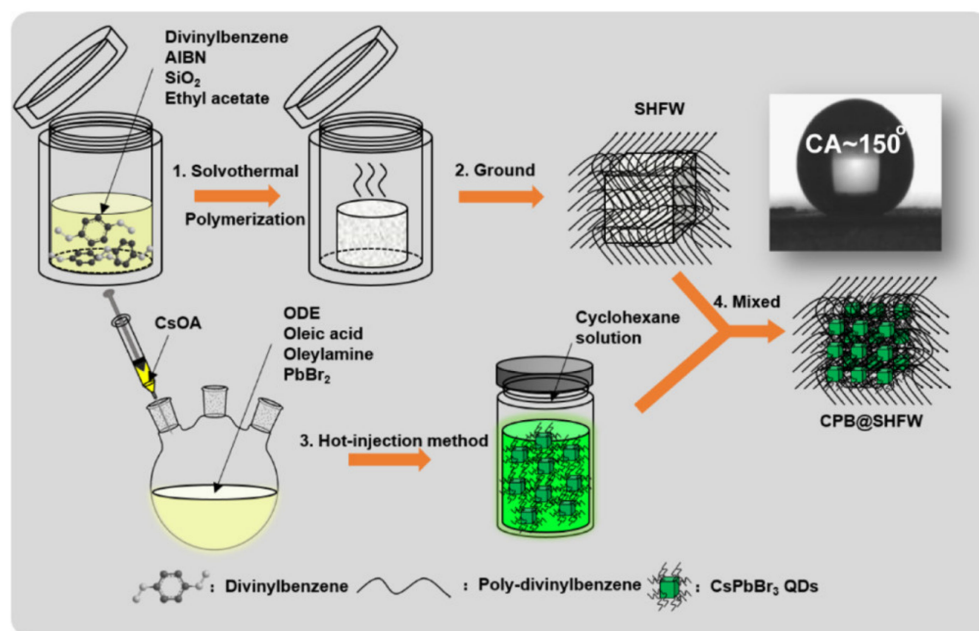 Divinylbenzene
AIBN
SiO₂
Ethyl acetate
1. Solvothermal
Polymerization
2. Ground
SHFW
CA~150°
CsOA
ODE
Oleic acid
Oleylamine
PbBr₂
3. Hot-injection method
Cyclohexane
solution
4. Mixed
CPB@SHFW
: Divinylbenzene
: Poly-divinylbenzene
: CsPbBr₃ QDs